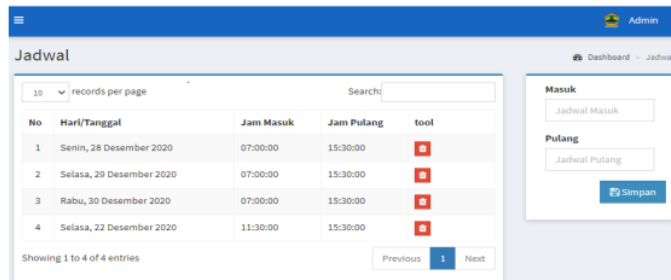 Admin
Jadwal
Dashboard > Jadwa
10 records per page
Search:
No Hari/Tanggal Jam Masuk Jam Pulang tool
1 Senin, 28 Desember 2020 07:00:00 15:30:00
2 Selasa, 29 Desember 2020 07:00:00 15:30:00
3 Rabu, 30 Desember 2020 07:00:00 15:30:00
4 Selasa, 22 Desember 2020 11:30:00 15:30:00
Showing 1 to 4 of 4 entries
Previous 1 Next
Masuk
Jadwal Masuk
Pulang
Jadwal Pulang
Simpan